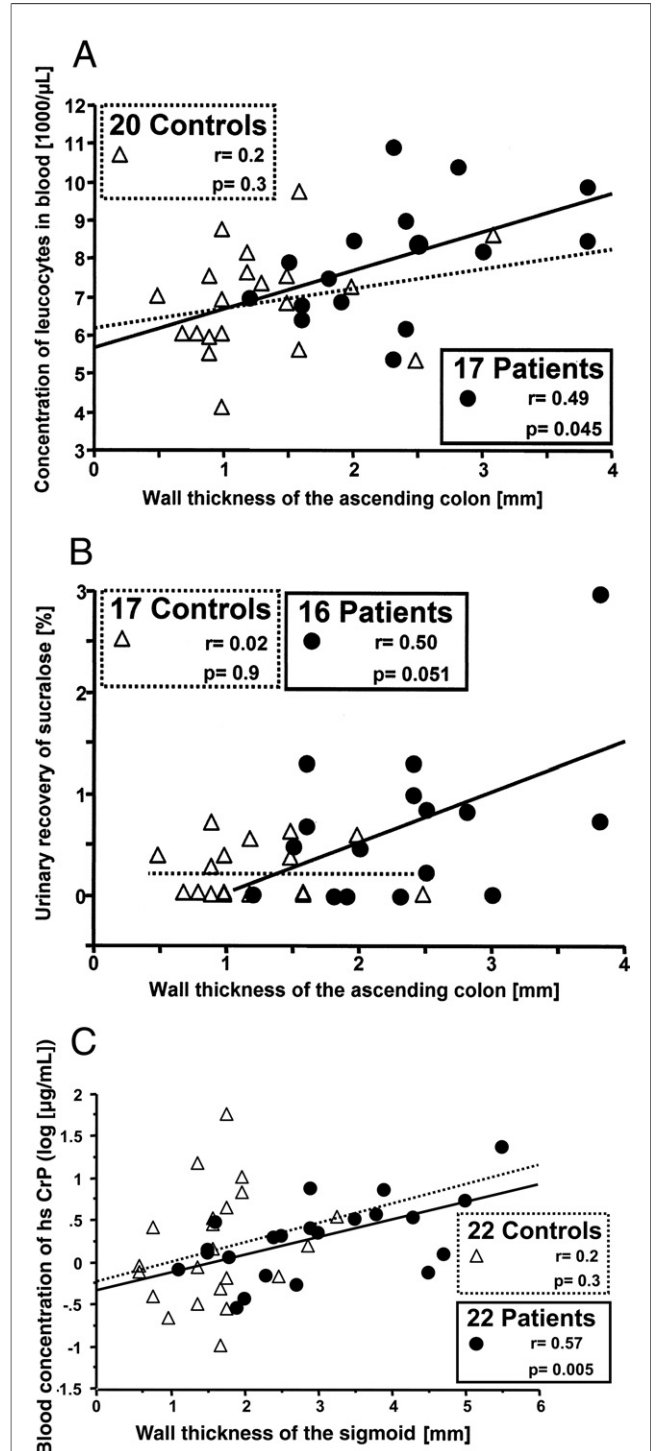 A
Concentration of leucocytes in blood [1000/µL]
12
11
10
9
8
7
6
5
4
3
20 Controls
r= 0.2
p= 0.3
17 Patients
r= 0.49
p= 0.045
0
1
2
3
4
Wall thickness of the ascending colon [mm]
B
Urinary recovery of sucralose [%]
3
2
1
0
17 Controls
r= 0.02
p= 0.9
16 Patients
r= 0.50
p= 0.051
0
1
2
3
4
Wall thickness of the ascending colon [mm]
C
Blood concentration of hs CrP (log [µg/mL])
2
1.5
1
.5
0
-.5
-1
-1.5
22 Controls
r= 0.2
p= 0.3
22 Patients
r= 0.57
p= 0.005
0
1
2
3
4
5
6
Wall thickness of the sigmoid [mm]